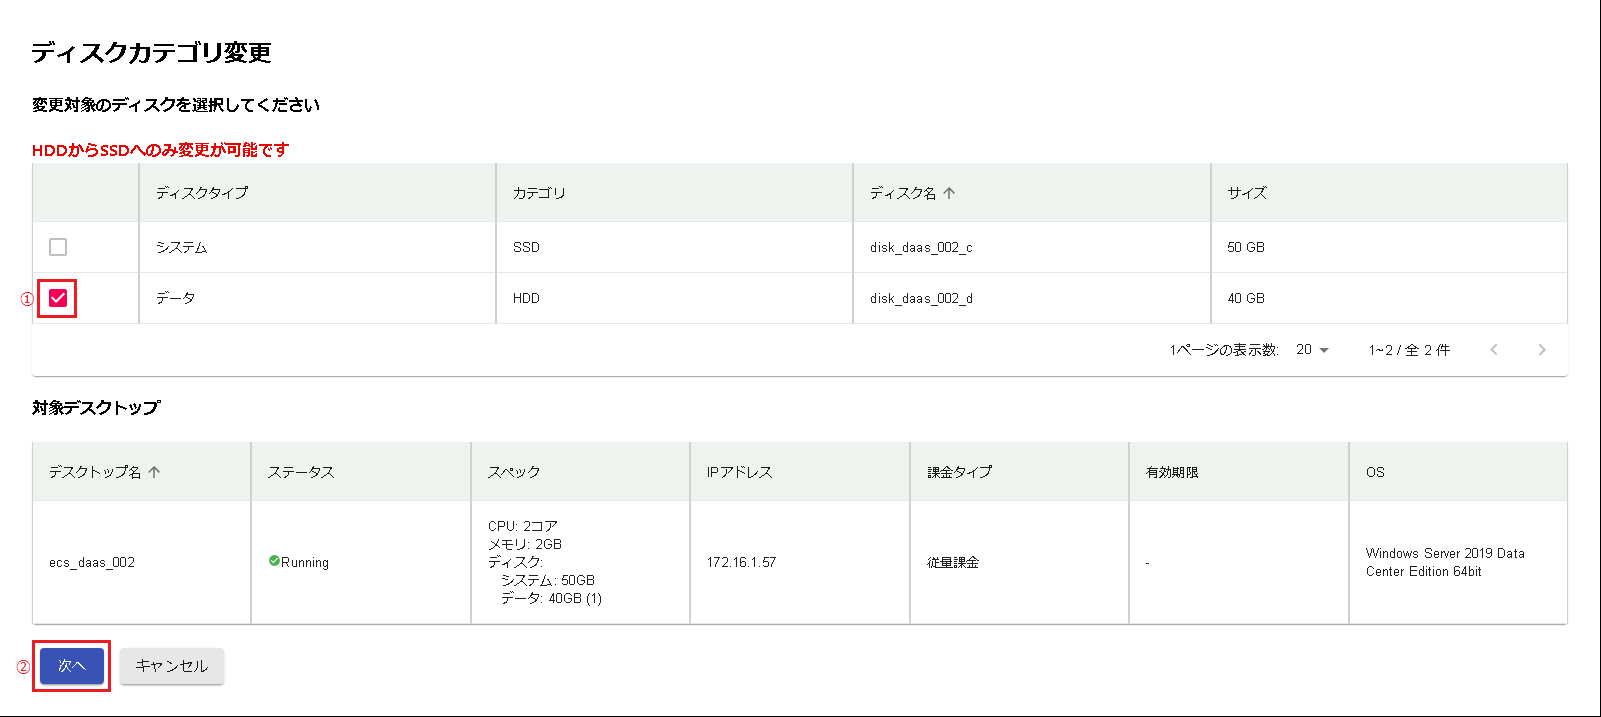 ディスクカテゴリ変更
変更対象のディスクを選択してください
HDDからSSDへのみ変更が可能です
ディスクタイプ カテゴリ ディスク名 ↑ サイズ
システム SSD disk_daas_002_c 50 GB
① データ HDD disk_daas_002_d 40 GB
1ページの表示数: 20 1~2 / 全 2 件
対象デスクトップ
デスクトップ名 ↑ ステータス スペック IPアドレス 課金タイプ 有効期限 OS
ecs_daas_002 Running
CPU: 2コア
メモリ: 2GB
ディスク:
システム: 50GB
データ: 40GB (1)
172.16.1.57 従量課金 -
Windows Server 2019 Data
Center Edition 64bit
② 次へ キャンセル